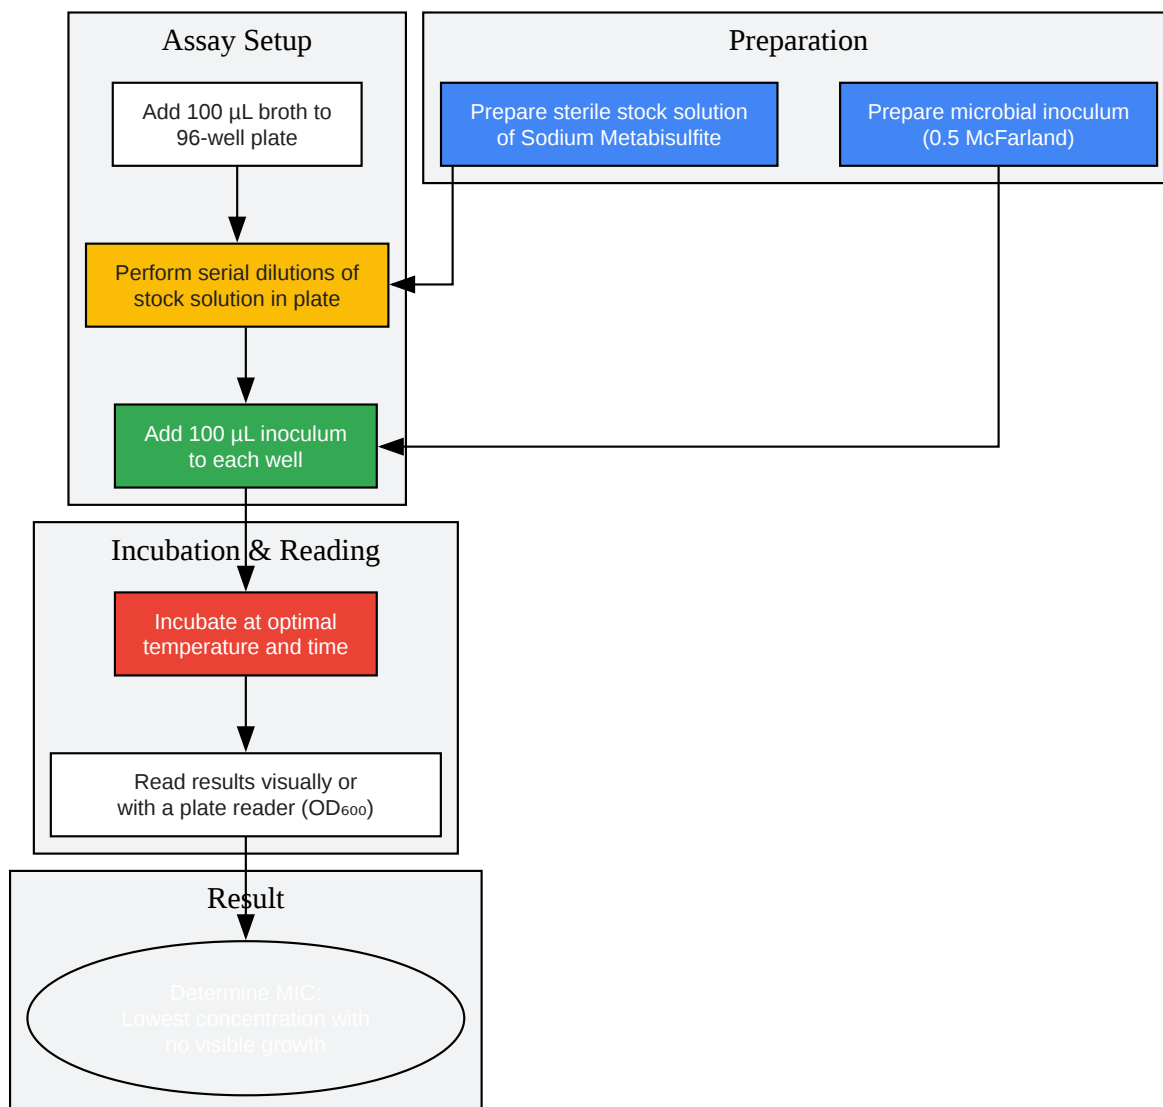 Assay Setup
Add 100 µL broth to
96-well plate
Perform serial dilutions of
stock solution in plate
Add 100 µL inoculum
to each well
Preparation
Prepare sterile stock solution
of Sodium Metabisulfite
Prepare microbial inoculum
(0.5 McFarland)
Incubation & Reading
Incubate at optimal
temperature and time
Read results visually or
with a plate reader (OD₆₀₀)
Result
Determine MIC:
Lowest concentration with
no visible growth